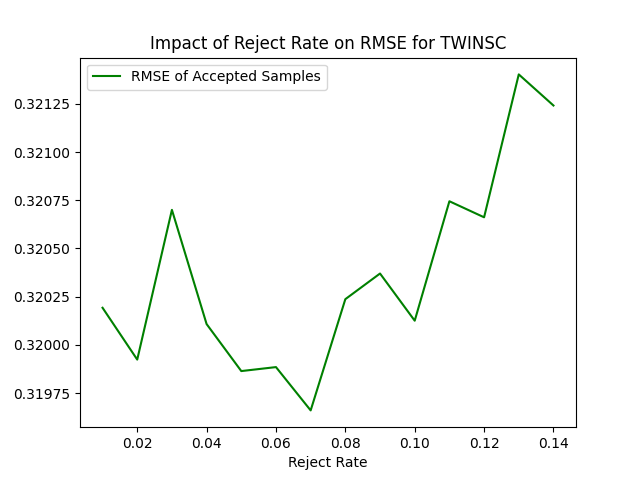 Impact of Reject Rate on RMSE for TWINSC
RMSE of Accepted Samples
0.32125
0.32100
0.32075
0.32050
0.32025
0.32000
0.31975
0.02 0.04 0.06 0.08 0.10 0.12 0.14
Reject Rate